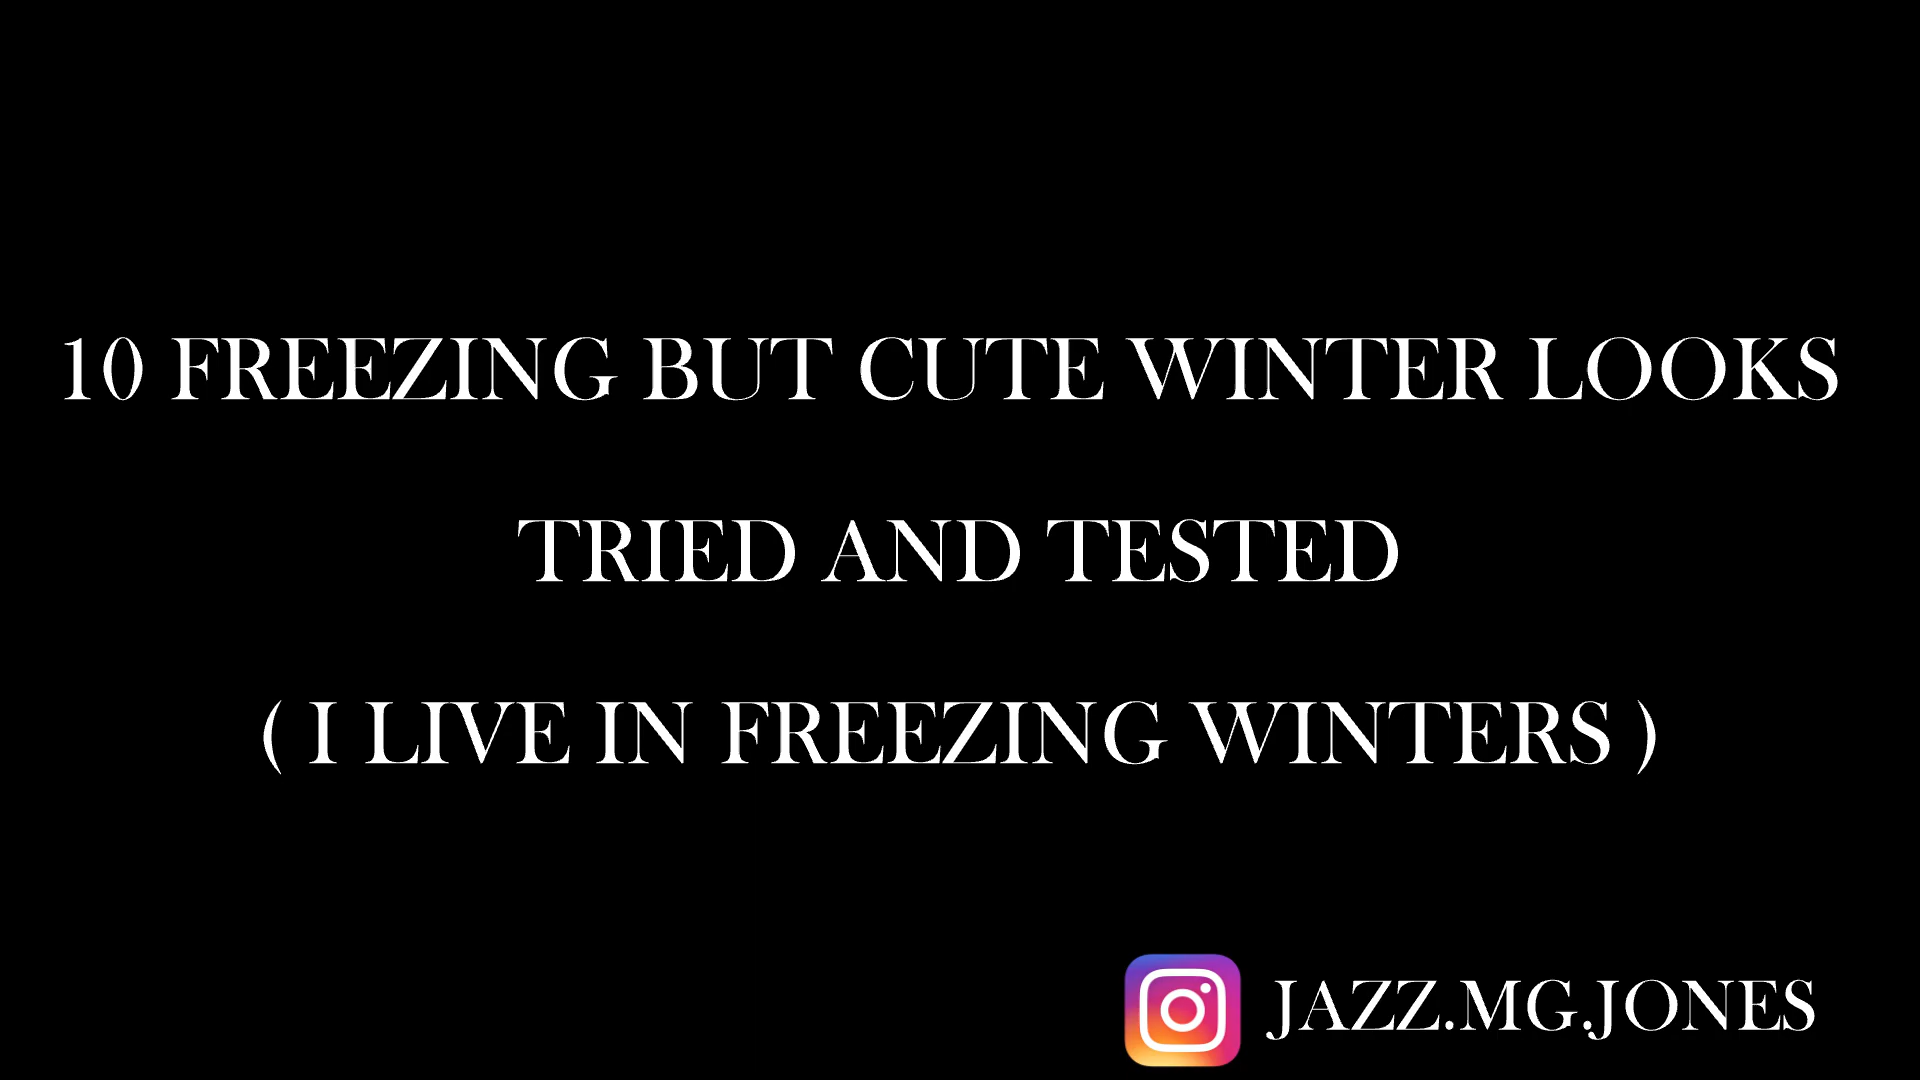 10 FREEZING BUT CUTE WINTER LOOKS
TRIED AND TESTED
( I LIVE IN FREEZING WINTERS )
JAZZ.MG.JONES